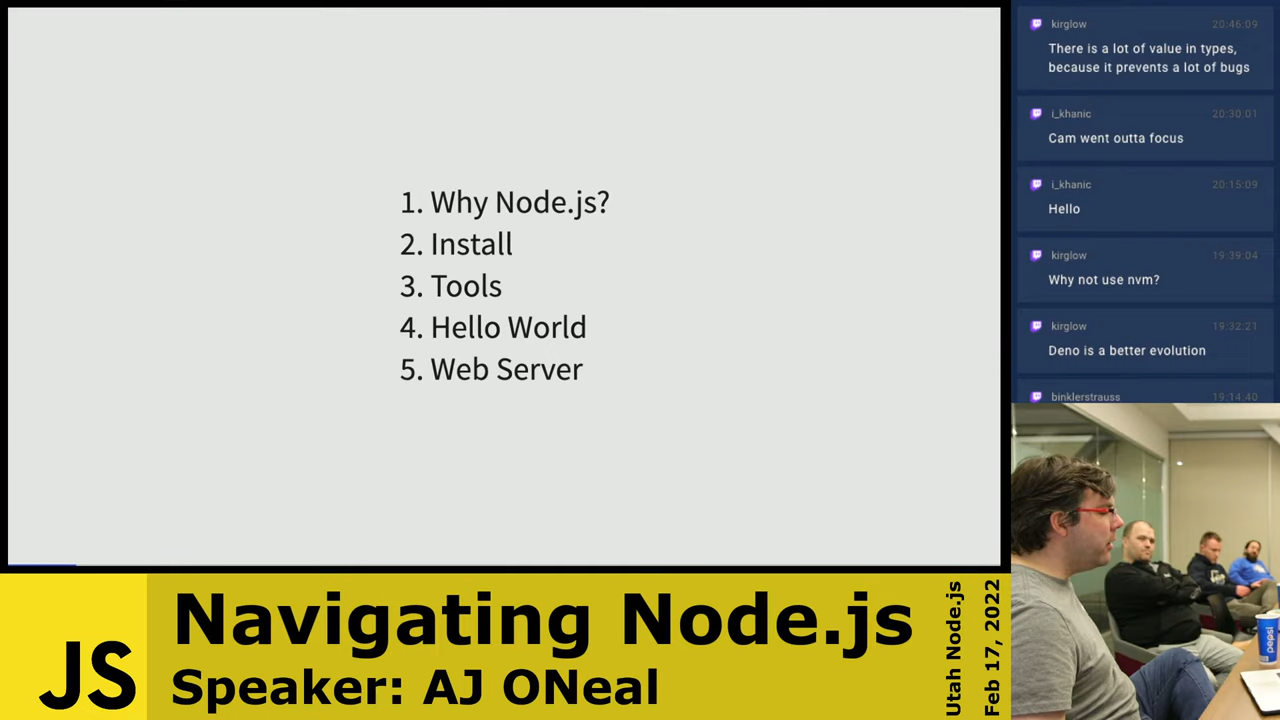 1. Why Node.js?
2. Install
3. Tools
4. Hello World
5. Web Server
kirglow 20:46:09
There is a lot of value in types,
because it prevents a lot of bugs
i_khanic 20:30:01
Cam went outta focus
i_khanic 20:15:09
Hello
kirglow 19:39:04
Why not use nvm?
kirglow 19:32:21
Deno is a better evolution
binklerstrauss 19:14:40
pepsi
JS
Navigating Node.js
Speaker: AJ ONeal
Utah Node.js
Feb 17, 2022